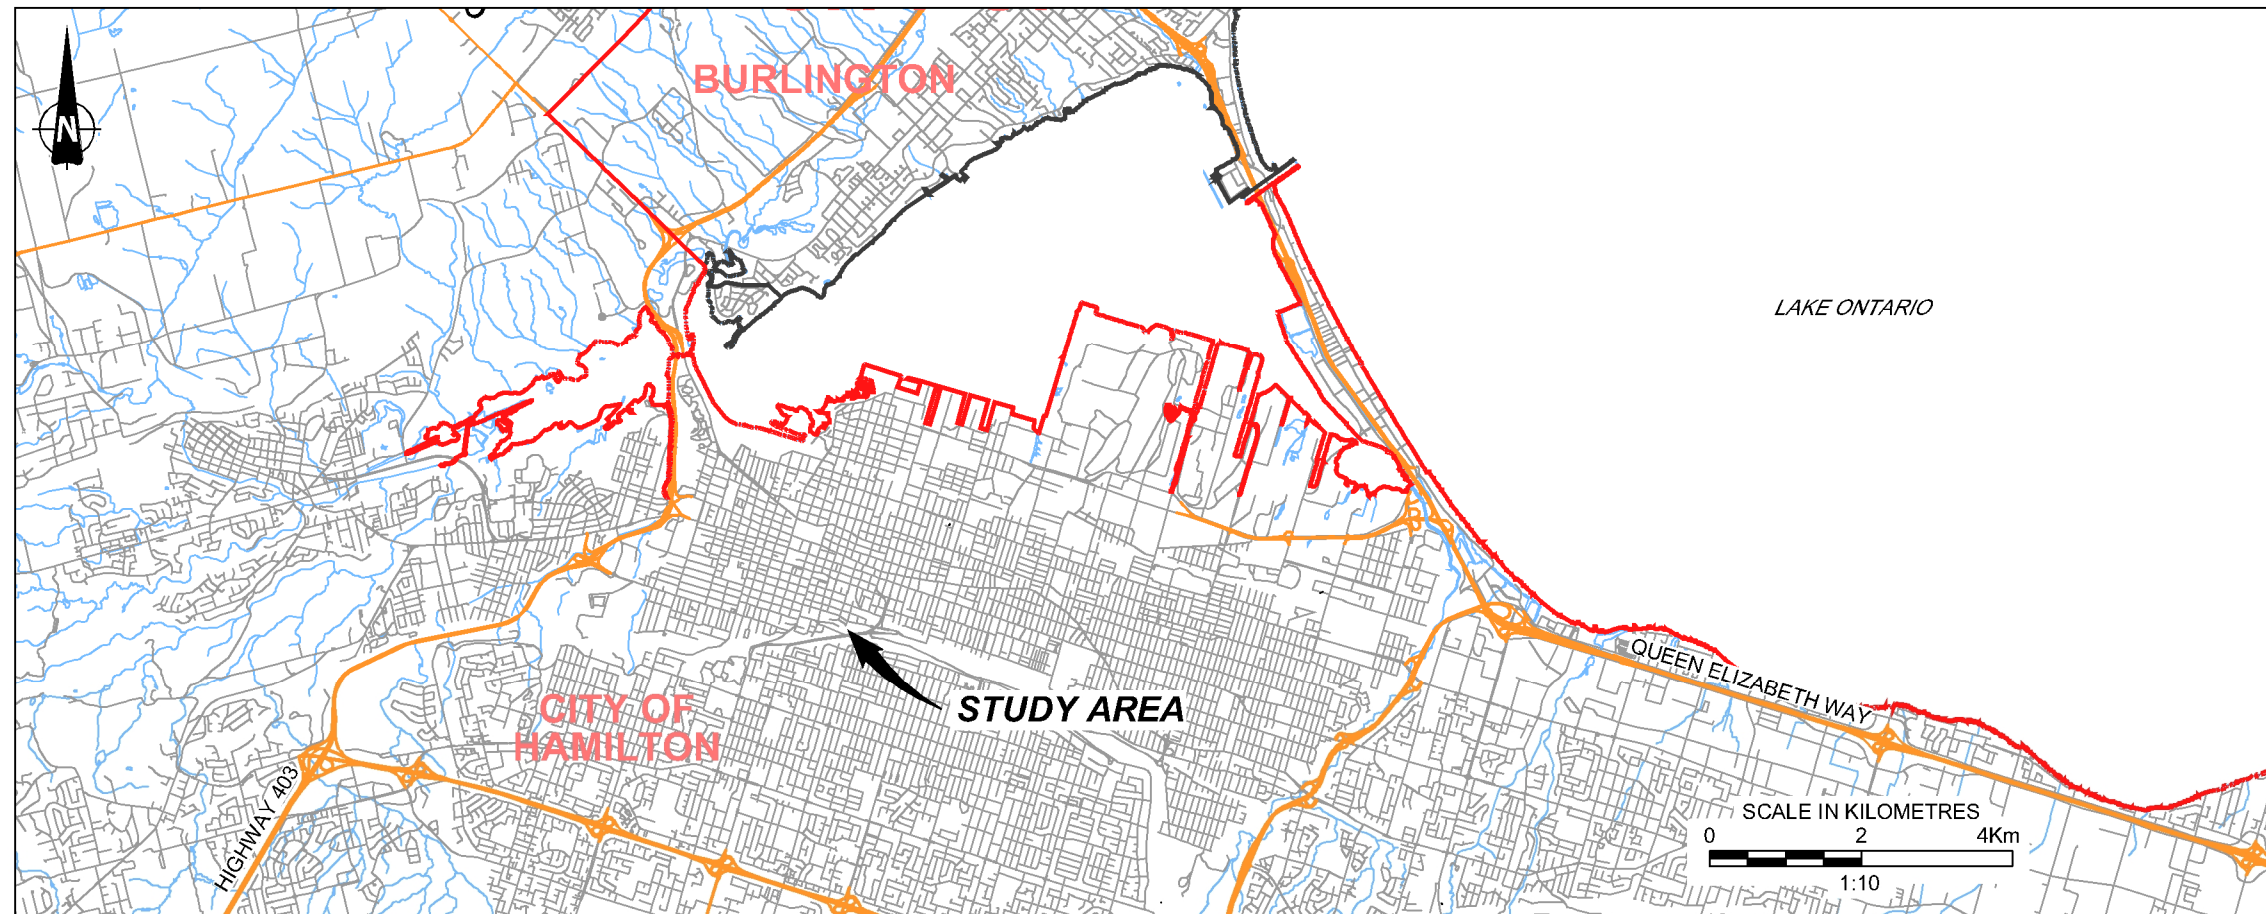 BURLINGTON
N
LAKE ONTARIO
QUEEN ELIZABETH WAY
STUDY AREA
CITY OF
HAMILTON
HIGHWAY 403
SCALE IN KILOMETRES
0 2 4Km
1:10